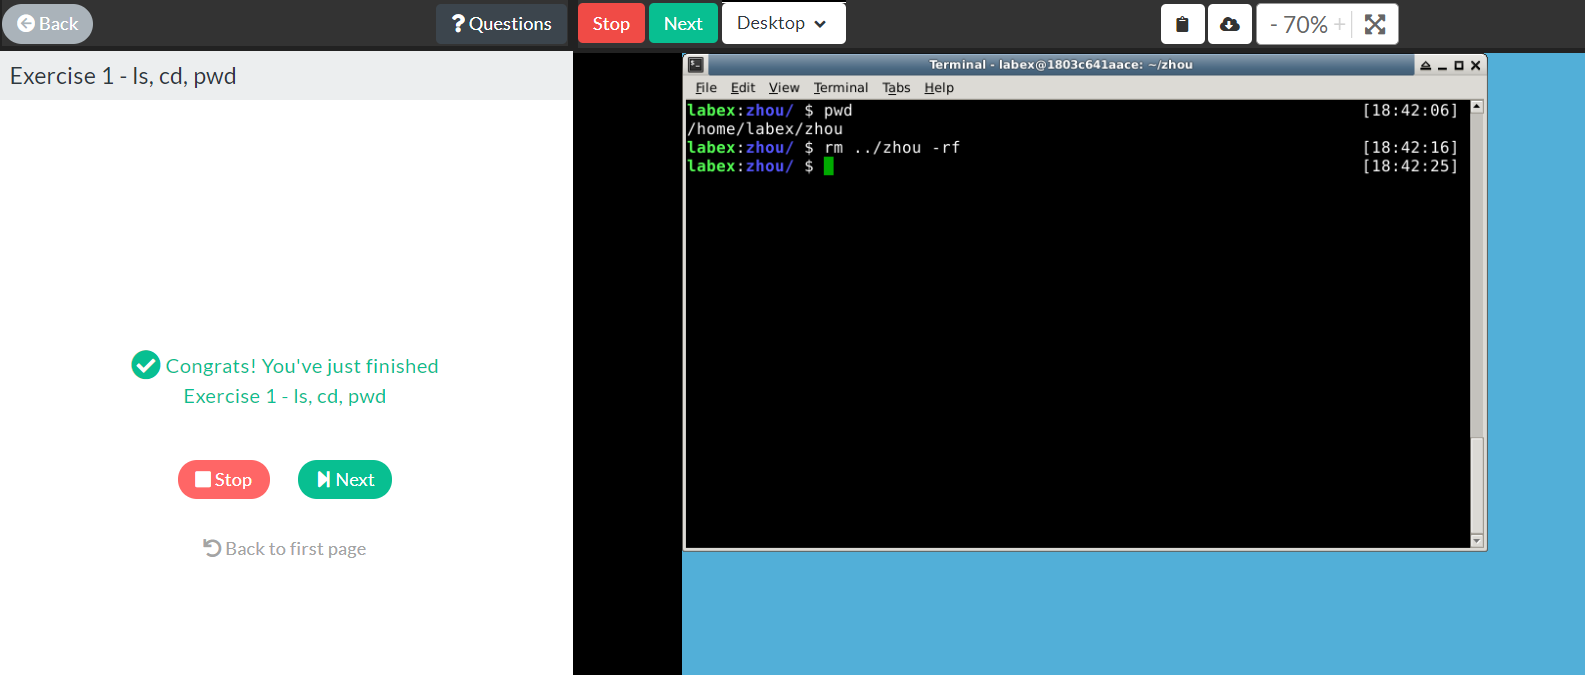 Back
? Questions
Stop
Next
Desktop
- 70% +
Exercise 1 - ls, cd, pwd
Congrats! You've just finished
Exercise 1 - ls, cd, pwd
Stop
Next
Back to first page
Terminal - labex@1803c641aace: ~/zhou
File Edit View Terminal Tabs Help
labex:zhou/ $ pwd [18:42:06]
/home/labex/zhou
labex:zhou/ $ rm ../zhou -rf [18:42:16]
labex:zhou/ $ [18:42:25]